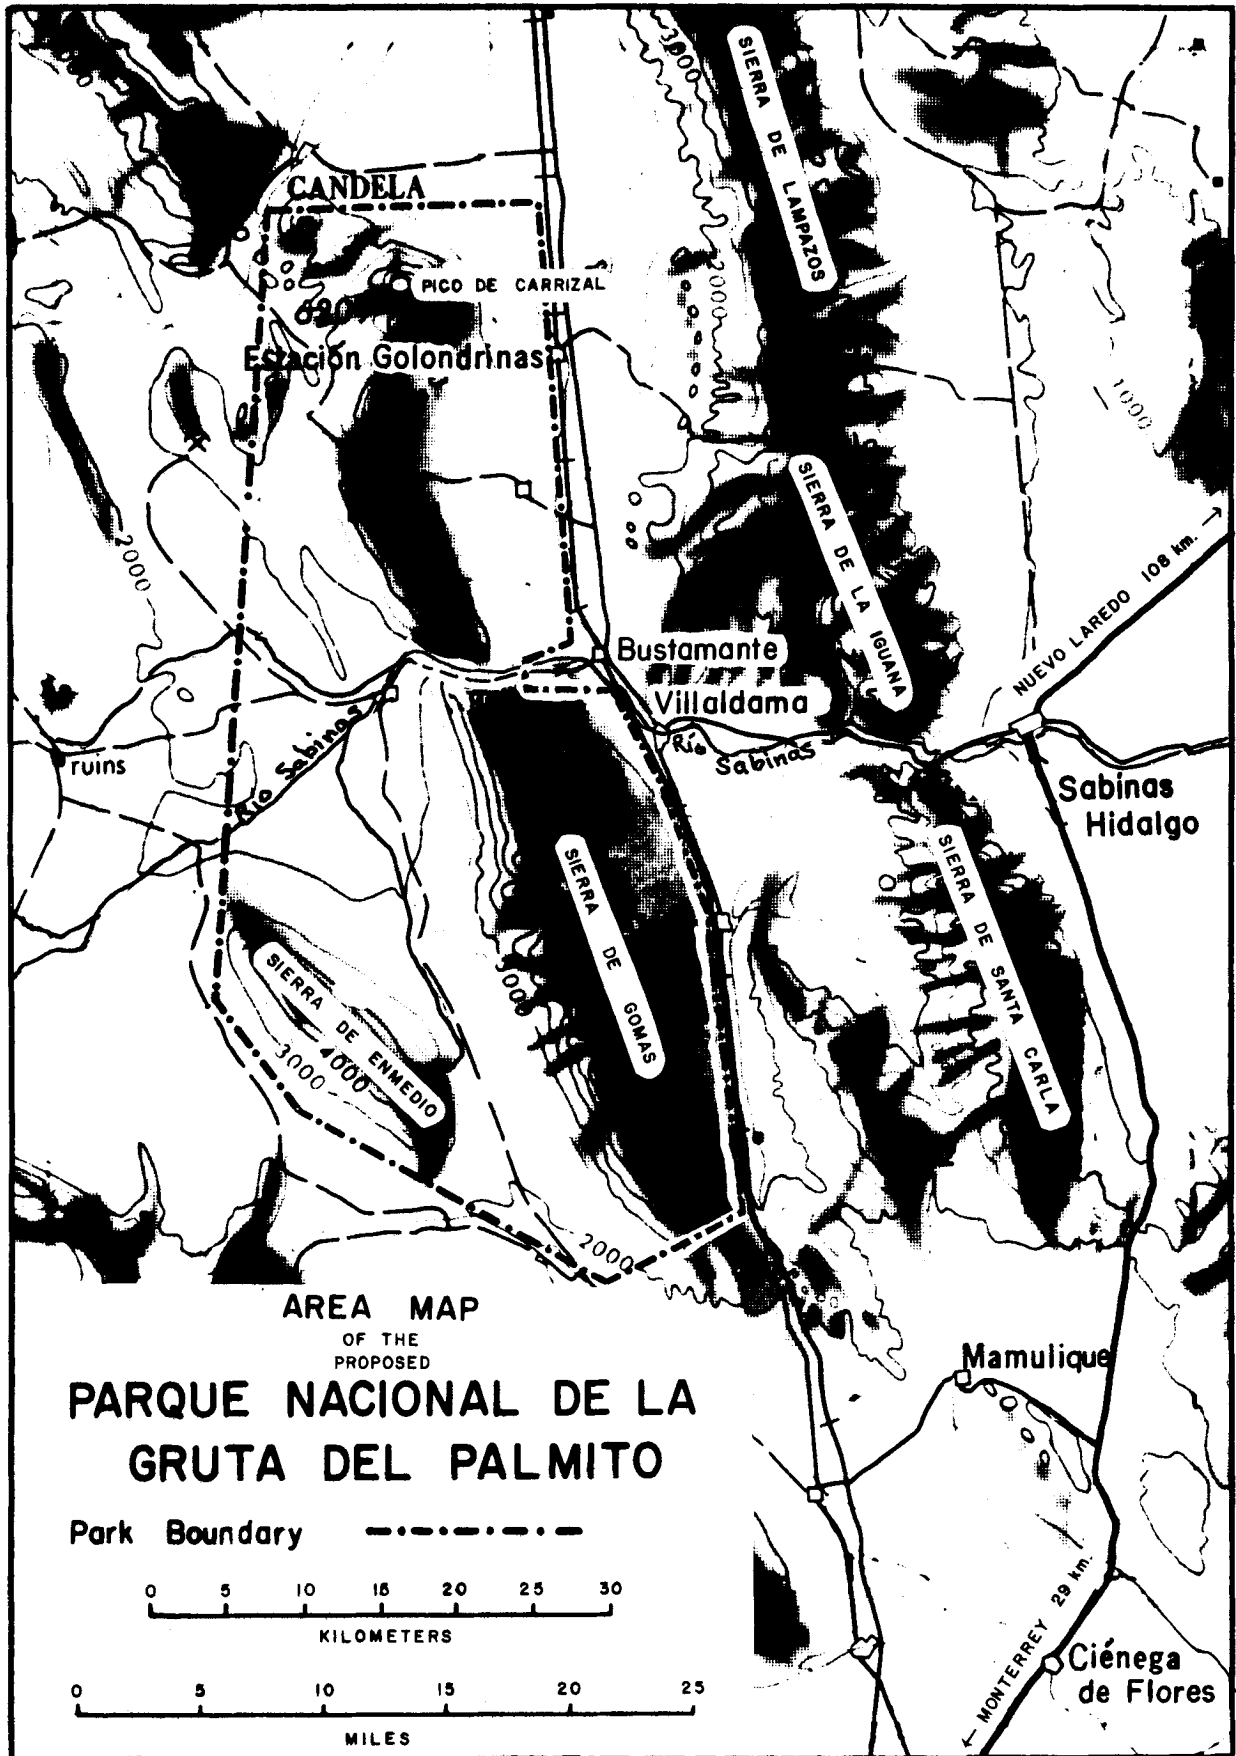 3000
SIERRA DE LAMPAZOS
CANDELA
PICO DE CARRIZAL
2000
Estación Golondrinas
1000
SIERRA DE LA IGUANA
2000
NUEVO LAREDO 108 km.
Bustamante
Villaldama
Río Sabinas
Río Sabinas
ruins
Sabinas
Hidalgo
SIERRA DE GOMAS
SIERRA DE SANTA CARLA
3000
SIERRA DE ENMEDIO
4000
3000
2000
AREA MAP
OF THE
PROPOSED
PARQUE NACIONAL DE LA
GRUTA DEL PALMITO
Park Boundary
0 5 10 15 20 25 30
KILOMETERS
0 5 10 15 20 25
MILES
Mamulique
MONTERREY 29 km.
Ciénega
de Flores